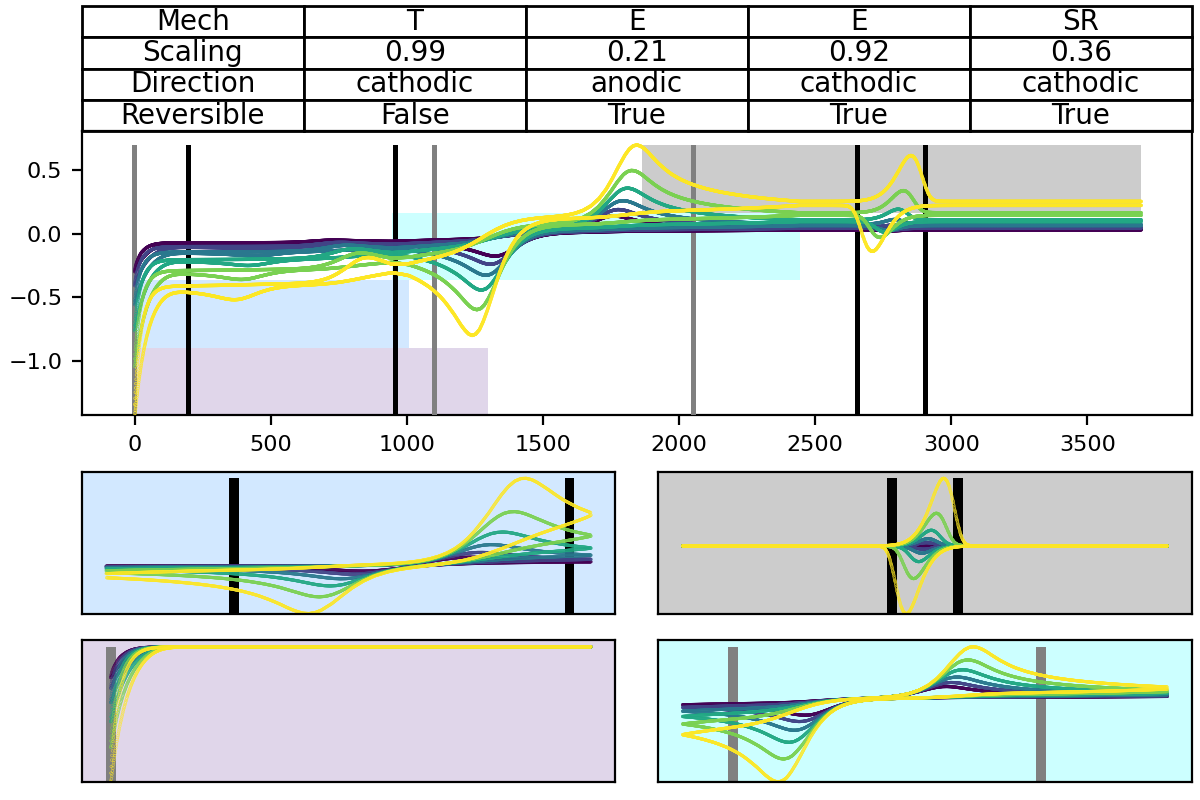 Mech T E E SR
Scaling 0.99 0.21 0.92 0.36
Direction cathodic anodic cathodic cathodic
Reversible False True True True
0.5
0.0
−0.5
−1.0
0 500 1000 1500 2000 2500 3000 3500